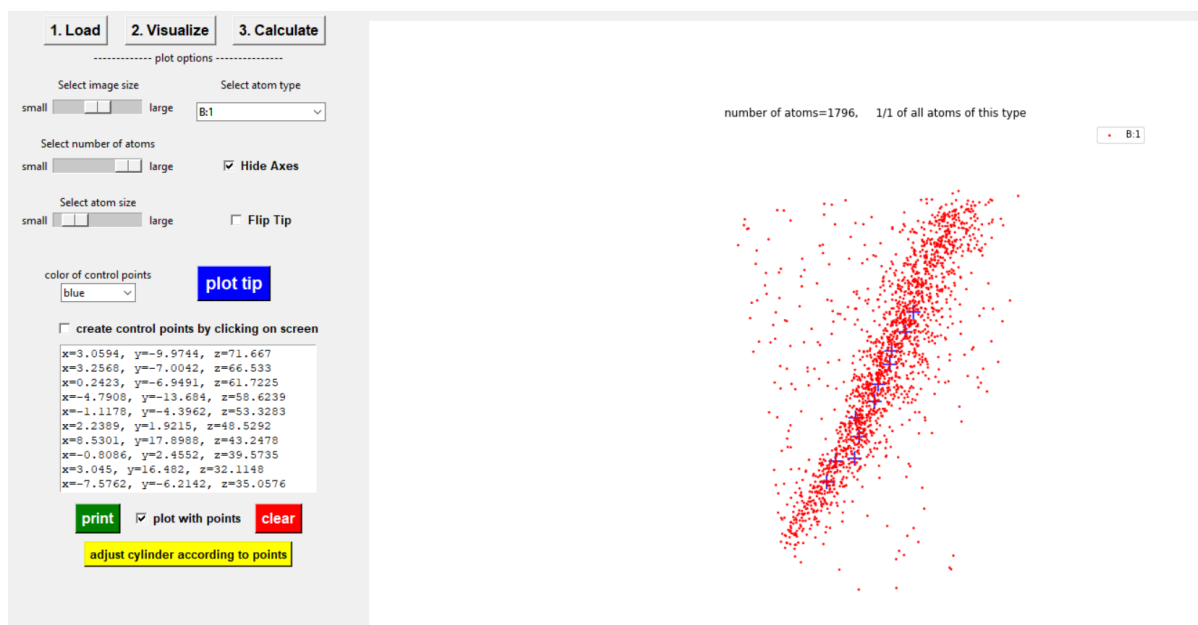 1. Load 2. Visualize 3. Calculate
------------- plot options ---------------
Select image size Select atom type
small large B:1
Select number of atoms
small large Hide Axes
Select atom size
small large Flip Tip
color of control points
blue plot tip
create control points by clicking on screen
x=3.0594, y=-9.9744, z=71.667
x=3.2568, y=-7.0042, z=66.533
x=0.2423, y=-6.9491, z=61.7225
x=-4.7908, y=-13.684, z=58.6239
x=-1.1178, y=-4.3962, z=53.3283
x=2.2389, y=1.9215, z=48.5292
x=8.5301, y=17.8988, z=43.2478
x=-0.8086, y=2.4552, z=39.5735
x=3.045, y=16.482, z=32.1148
x=-7.5762, y=-6.2142, z=35.0576
print plot with points clear
adjust cylinder according to points
number of atoms=1796, 1/1 of all atoms of this type
B:1